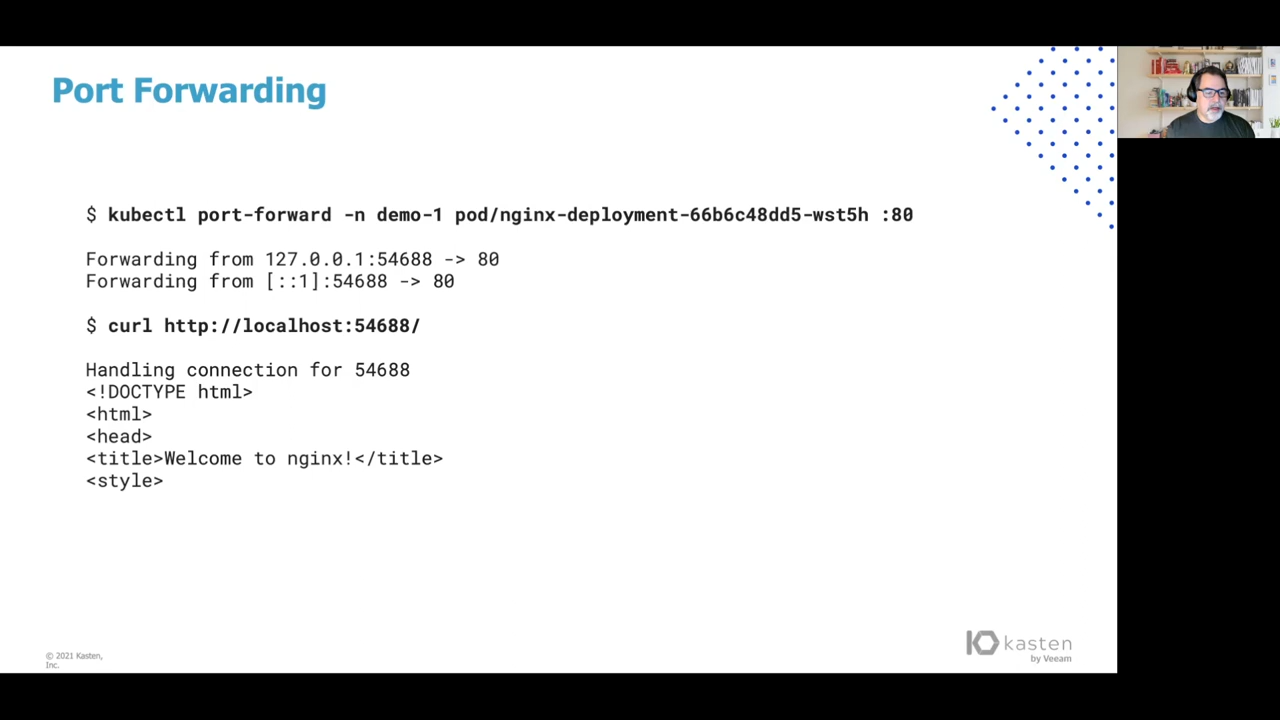 Port Forwarding
$ kubectl port-forward -n demo-1 pod/nginx-deployment-66b6c48dd5-wst5h :80
Forwarding from 127.0.0.1:54688 -> 80
Forwarding from [::1]:54688 -> 80
$ curl http://localhost:54688/
Handling connection for 54688
<!DOCTYPE html>
<html>
<head>
<title>Welcome to nginx!</title>
<style>
© 2021 Kasten,
Inc.
kasten
by Veeam